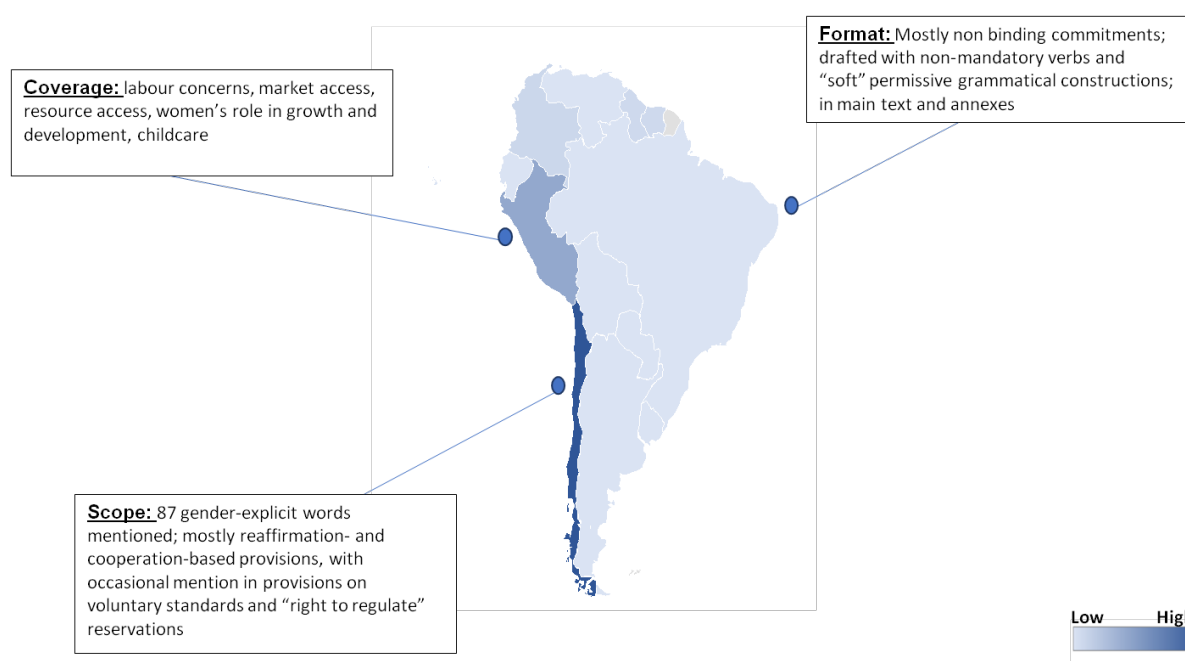 Format: Mostly non binding commitments;
drafted with non-mandatory verbs and
“soft” permissive grammatical constructions;
in main text and annexes
Coverage: labour concerns, market access,
resource access, women’s role in growth and
development, childcare
Scope: 87 gender-explicit words
mentioned; mostly reaffirmation- and
cooperation-based provisions, with
occasional mention in provisions on
voluntary standards and “right to regulate”
reservations
Low Hig